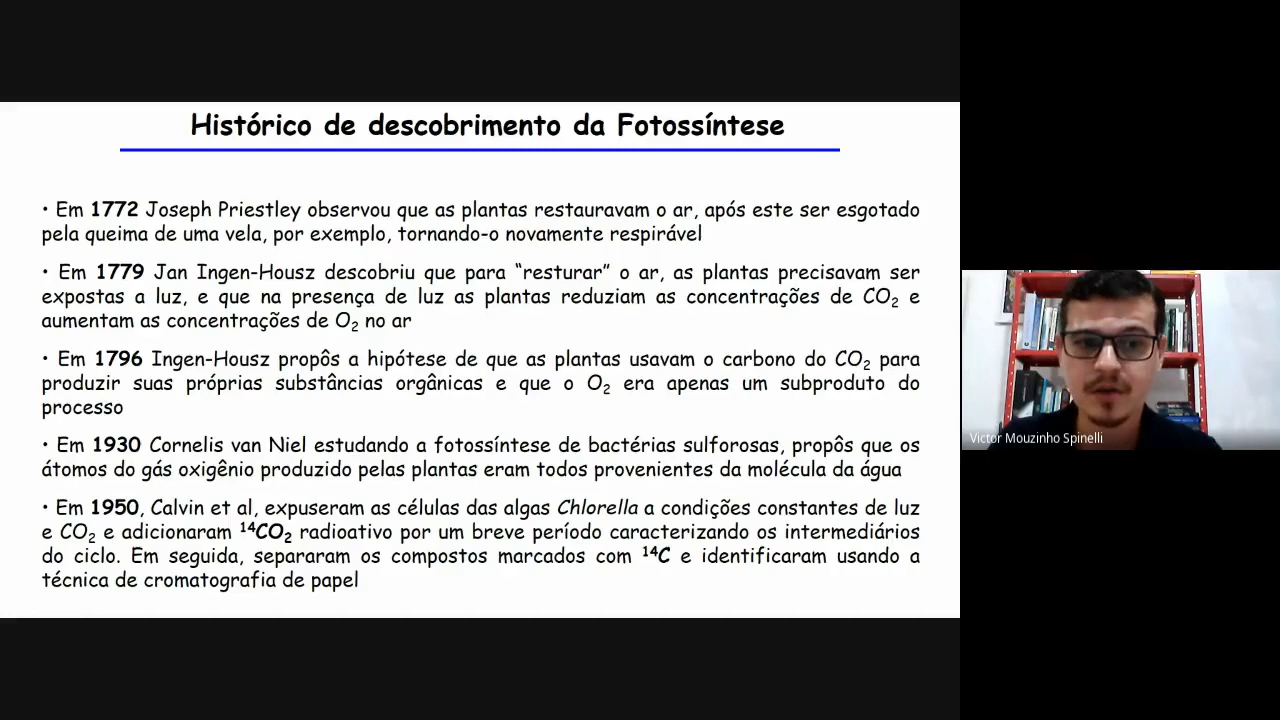 Histórico de descobrimento da Fotossíntese
• Em 1772 Joseph Priestley observou que as plantas restauravam o ar, após este ser esgotado
pela queima de uma vela, por exemplo, tornando-o novamente respirável
• Em 1779 Jan Ingen-Housz descobriu que para “resturar” o ar, as plantas precisavam ser
expostas a luz, e que na presença de luz as plantas reduziam as concentrações de CO₂ e
aumentam as concentrações de O₂ no ar
• Em 1796 Ingen-Housz propôs a hipótese de que as plantas usavam o carbono do CO₂ para
produzir suas próprias substâncias orgânicas e que o O₂ era apenas um subproduto do
processo
• Em 1930 Cornelis van Niel estudando a fotossíntese de bactérias sulforosas, propôs que os
átomos do gás oxigênio produzido pelas plantas eram todos provenientes da molécula da água
• Em 1950, Calvin et al, expuseram as células das algas Chlorella a condições constantes de luz
e CO₂ e adicionaram ¹⁴CO₂ radioativo por um breve período caracterizando os intermediários
do ciclo. Em seguida, separaram os compostos marcados com ¹⁴C e identificaram usando a
técnica de cromatografia de papel
Victor Mouzinho Spinelli